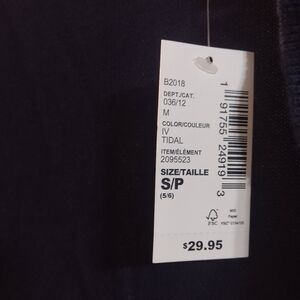 B2018
DEPT./CAT.
036/12
M
COLOR/COULEUR
IV
TIDAL
ITEM/ÉLÉMENT
2095523
SIZE/TAILLE
S/P
(5/6)
1 91755 24919 3
FSC
$29.95